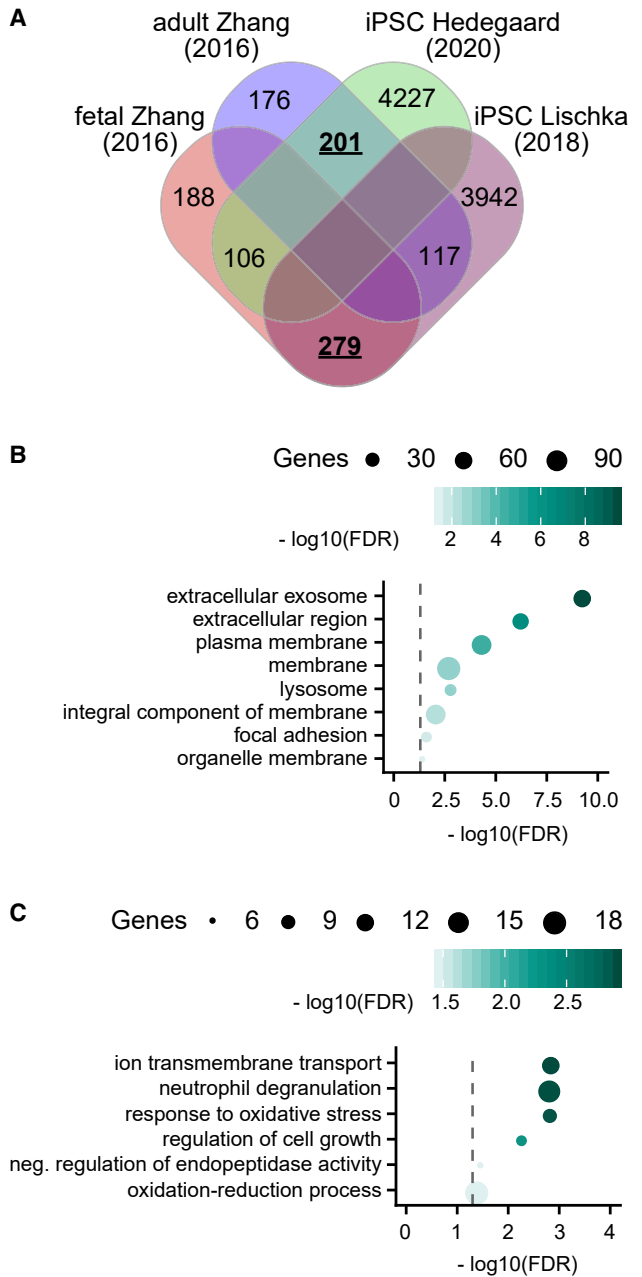 A
adult Zhang
(2016)
iPSC Hedegaard
(2020)
fetal Zhang
(2016)
iPSC Lischka
(2018)
176
4227
201
188
3942
106
117
279
B
Genes 30 60 90
- log10(FDR) 2 4 6 8
extracellular exosome
extracellular region
plasma membrane
membrane
lysosome
integral component of membrane
focal adhesion
organelle membrane
0 2.5 5.0 7.5 10.0
- log10(FDR)
C
Genes 6 9 12 15 18
- log10(FDR) 1.5 2.0 2.5
ion transmembrane transport
neutrophil degranulation
response to oxidative stress
regulation of cell growth
neg. regulation of endopeptidase activity
oxidation-reduction process
0 1 2 3 4
- log10(FDR)